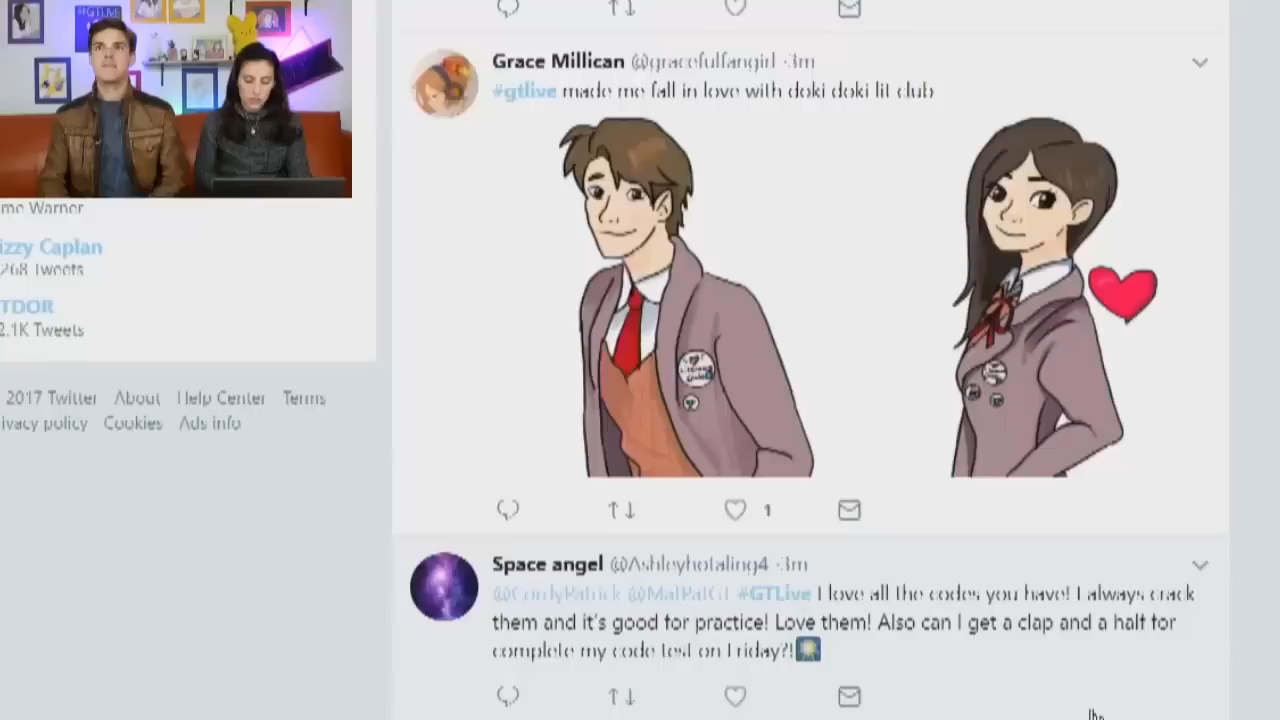 #GTLIVE
Grace Millican @gracefulfangirl · 3m
#gtlive made me fall in love with doki doki lit club
me Warner
izzy Caplan
268 Tweets
TDOR
2.1K Tweets
2017 Twitter About Help Center Terms
ivacy policy Cookies Ads info
1
Space angel @Ashleyhotaling4 · 3m
@CordyPatrick @MatPatGT #GTLive I love all the codes you have! I always crack
them and it's good for practice! Love them! Also can I get a clap and a half for
complete my code test on Friday?!